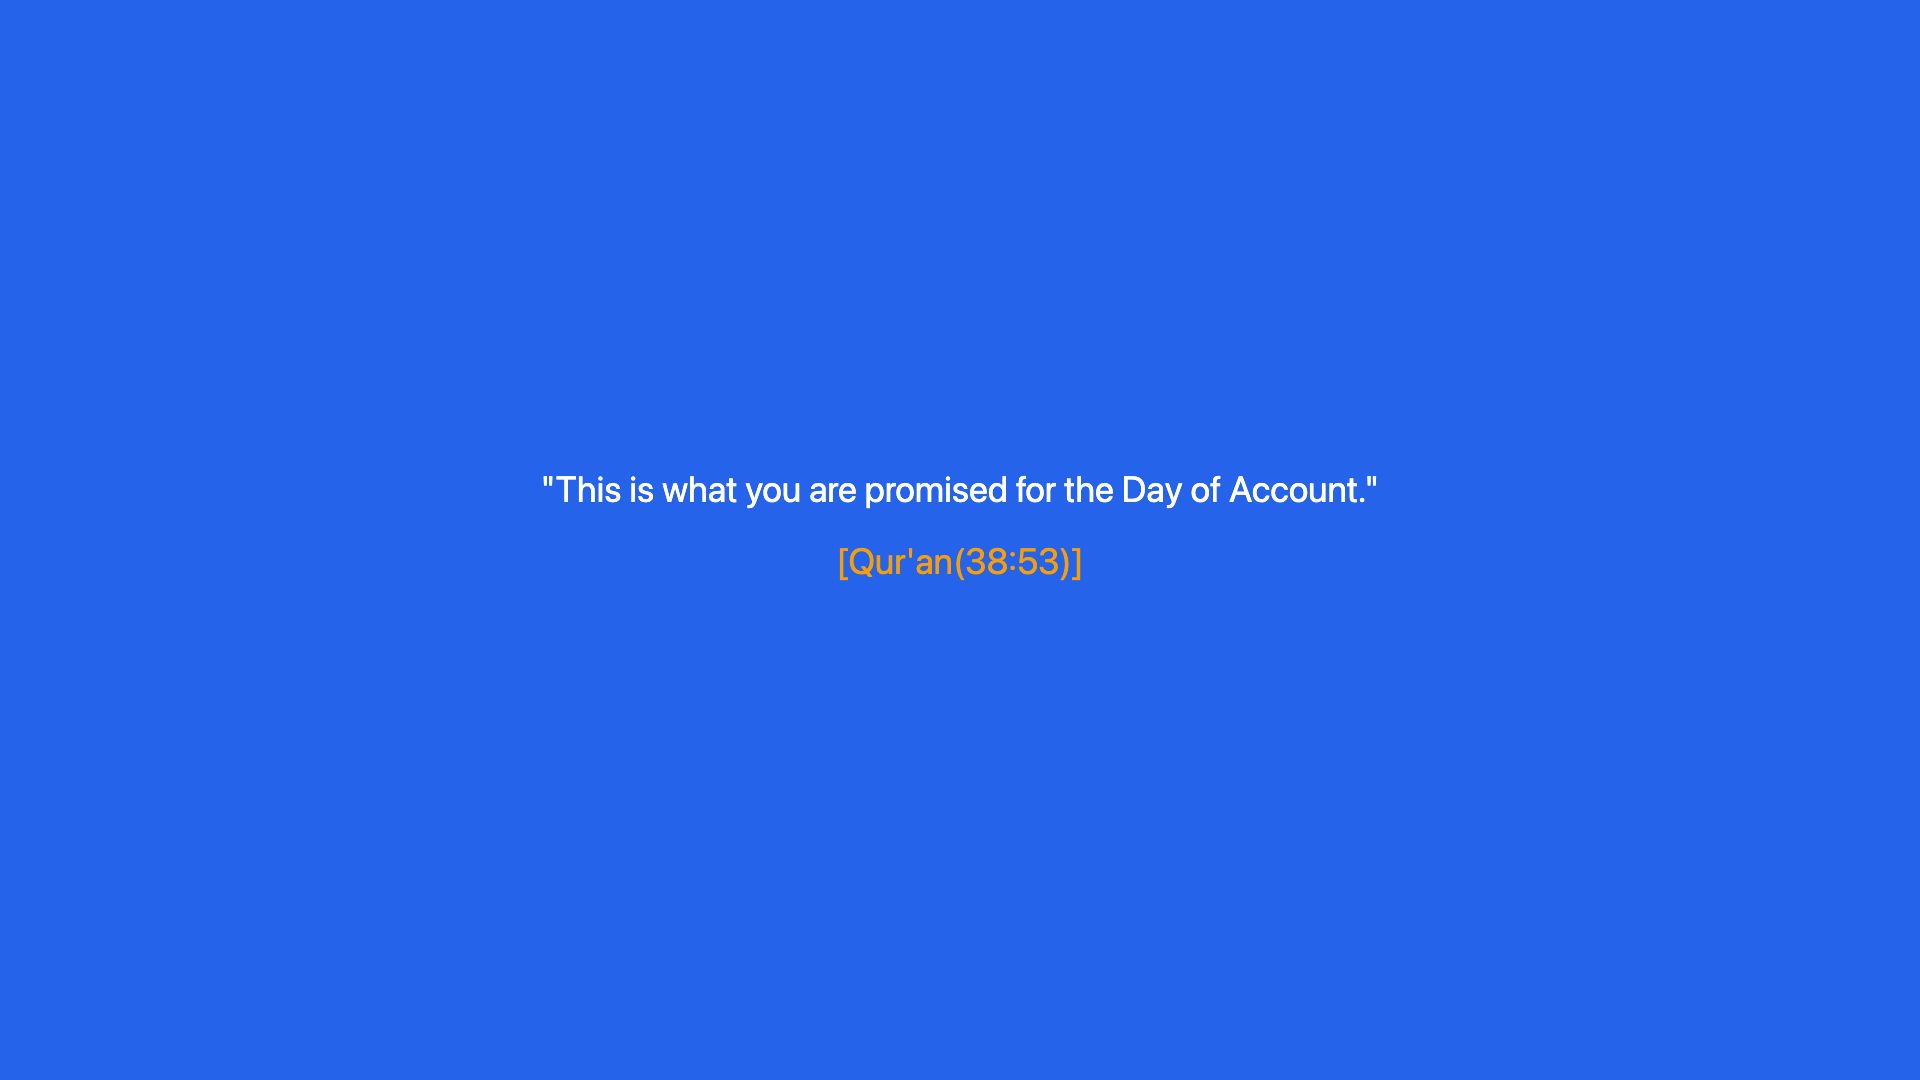 "This is what you are promised for the Day of Account."
[Qur'an(38:53)]